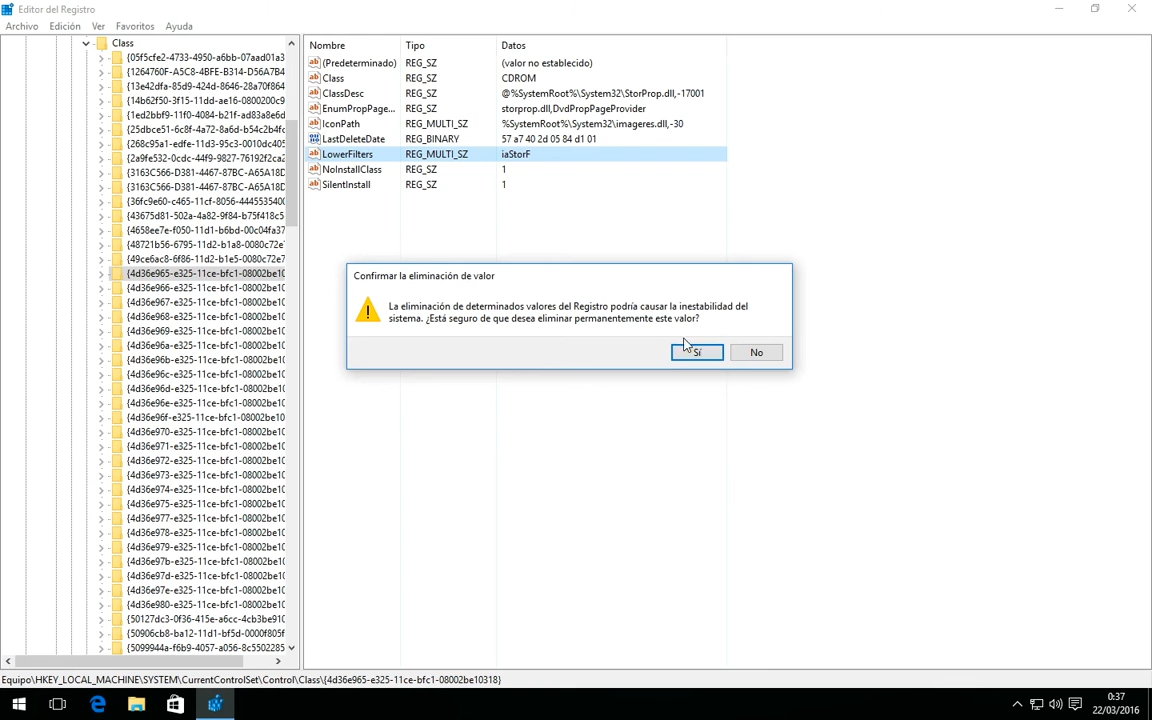 Editor del Registro
Archivo Edición Ver Favoritos Ayuda
Class
{05f5cfe2-4733-4950-a6bb-07aad01a3
{1264760F-A5C8-4BFE-B314-D56A7B4
{13e42dfa-85d9-424d-8646-28a70f864
{14b62f50-3f15-11dd-ae16-0800200c9
{1ed2bbf9-11f0-4084-b21f-ad83a8e6d
{25dbce51-6c8f-4a72-8a6d-b54c2b4fc
{268c95a1-edfe-11d3-95c3-0010dc405
{2a9fe532-0cdc-44f9-9827-76192f2ca2
{3163C566-D381-4467-87BC-A65A18D
{3163C566-D381-4467-87BC-A65A18D
{36fc9e60-c465-11cf-8056-444553540
{43675d81-502a-4a82-9f84-b75f418c5
{4658ee7e-f050-11d1-b6bd-00c04fa37
{48721b56-6795-11d2-b1a8-0080c72e7
{49ce6ac8-6f86-11d2-b1e5-0080c72e7
{4d36e965-e325-11ce-bfc1-08002be10
{4d36e966-e325-11ce-bfc1-08002be10
{4d36e967-e325-11ce-bfc1-08002be10
{4d36e968-e325-11ce-bfc1-08002be10
{4d36e969-e325-11ce-bfc1-08002be10
{4d36e96a-e325-11ce-bfc1-08002be10
{4d36e96b-e325-11ce-bfc1-08002be10
{4d36e96c-e325-11ce-bfc1-08002be10
{4d36e96d-e325-11ce-bfc1-08002be10
{4d36e96e-e325-11ce-bfc1-08002be10
{4d36e96f-e325-11ce-bfc1-08002be10
{4d36e970-e325-11ce-bfc1-08002be10
{4d36e971-e325-11ce-bfc1-08002be10
{4d36e972-e325-11ce-bfc1-08002be10
{4d36e973-e325-11ce-bfc1-08002be10
{4d36e974-e325-11ce-bfc1-08002be10
{4d36e975-e325-11ce-bfc1-08002be10
{4d36e977-e325-11ce-bfc1-08002be10
{4d36e978-e325-11ce-bfc1-08002be10
{4d36e979-e325-11ce-bfc1-08002be10
{4d36e97b-e325-11ce-bfc1-08002be10
{4d36e97d-e325-11ce-bfc1-08002be10
{4d36e97e-e325-11ce-bfc1-08002be10
{4d36e980-e325-11ce-bfc1-08002be10
{50127dc3-0f36-415e-a6cc-4cb3be910
{50906cb8-ba12-11d1-bf5d-0000f805f
{5099944a-f6b9-4057-a056-8c5502285
Nombre Tipo Datos
(Predeterminado) REG_SZ (valor no establecido)
Class REG_SZ CDROM
ClassDesc REG_SZ @%SystemRoot%\System32\StorProp.dll,-17001
EnumPropPage... REG_SZ storprop.dll,DvdPropPageProvider
IconPath REG_MULTI_SZ %SystemRoot%\System32\imageres.dll,-30
LastDeleteDate REG_BINARY 57 a7 40 2d 05 84 d1 01
LowerFilters REG_MULTI_SZ iaStorF
NoInstallClass REG_SZ 1
SilentInstall REG_SZ 1
Confirmar la eliminación de valor
La eliminación de determinados valores del Registro podría causar la inestabilidad del
sistema. ¿Está seguro de que desea eliminar permanentemente este valor?
Sí No
Equipo\HKEY_LOCAL_MACHINE\SYSTEM\CurrentControlSet\Control\Class\{4d36e965-e325-11ce-bfc1-08002be10318}
0:37
22/03/2016